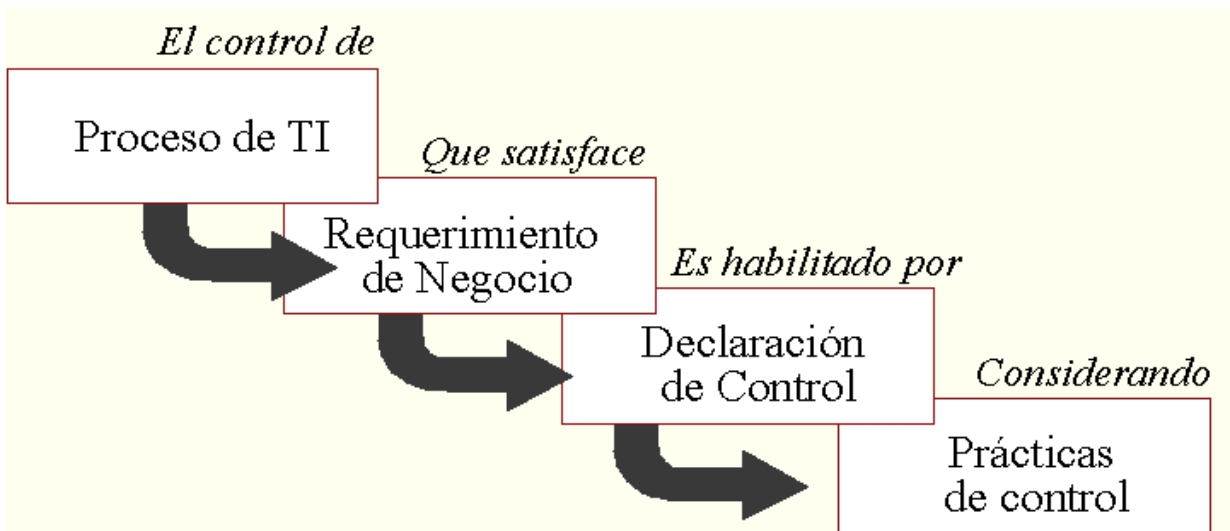 El control de
Proceso de TI
Que satisface
Requerimiento
de Negocio
Es habilitado por
Declaración
de Control
Considerando
Prácticas
de control